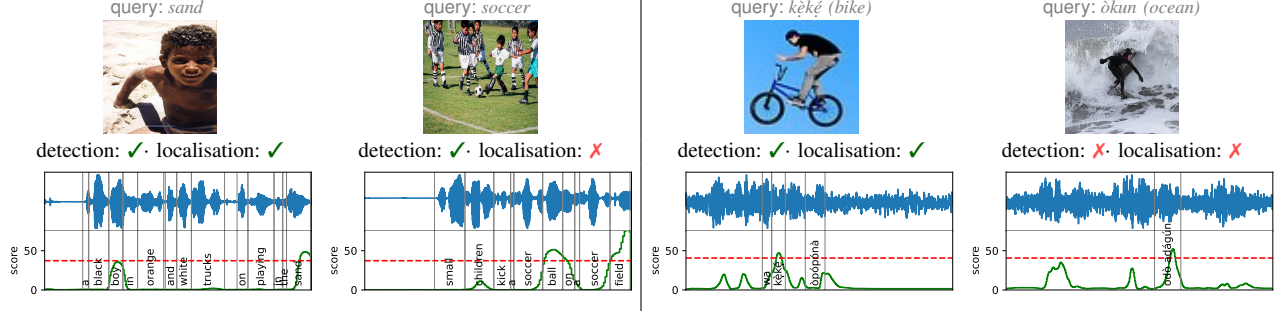 query: sand
query: soccer
query: kẹ̀kẹ́ (bike)
query: òkun (ocean)
detection: ✓· localisation: ✓
detection: ✓· localisation: ✗
detection: ✓· localisation: ✓
detection: ✗· localisation: ✗
score
50
0
a black boy in orange and white trucks on playing in the sand
score
50
0
small children kick a soccer ball on a soccer field
score
50
0
wa kẹ̀kẹ́ òpópónà
score
50
0
odò adágún